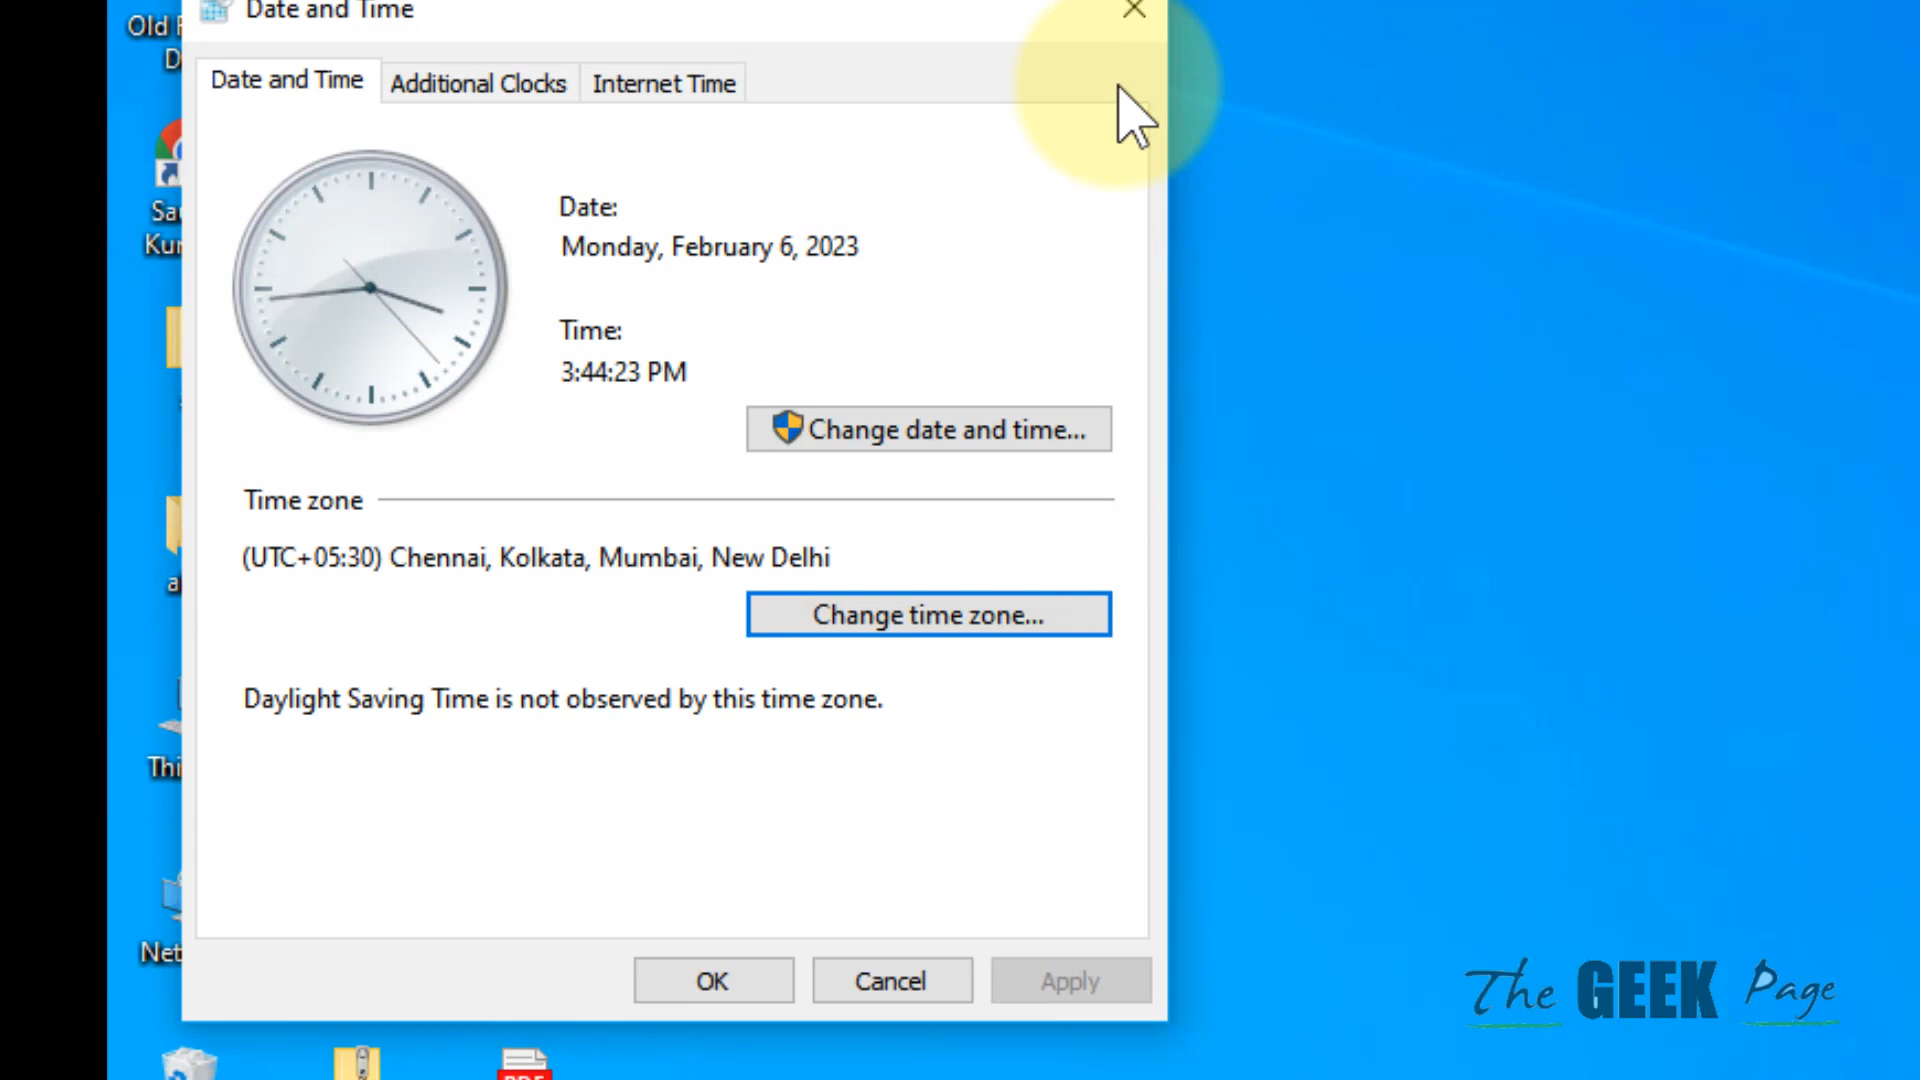 Date and Time
Old
Date and Time
Additional Clocks
Internet Time
Date:
Monday, February 6, 2023
Time:
3:44:23 PM
Change date and time...
Time zone
(UTC+05:30) Chennai, Kolkata, Mumbai, New Delhi
Change time zone...
Daylight Saving Time is not observed by this time zone.
OK
Cancel
Apply
The GEEK Page
PDF